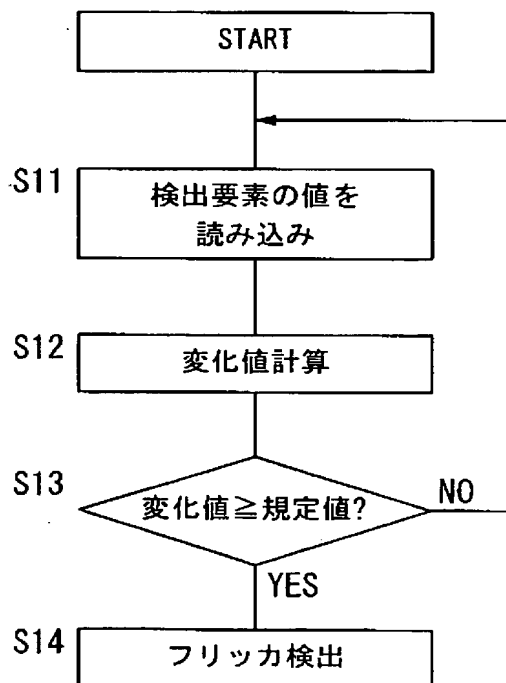 START
S11
検出要素の値を
読み込み
S12
変化値計算
S13
変化値≧規定値?
NO
YES
S14
フリッカ検出